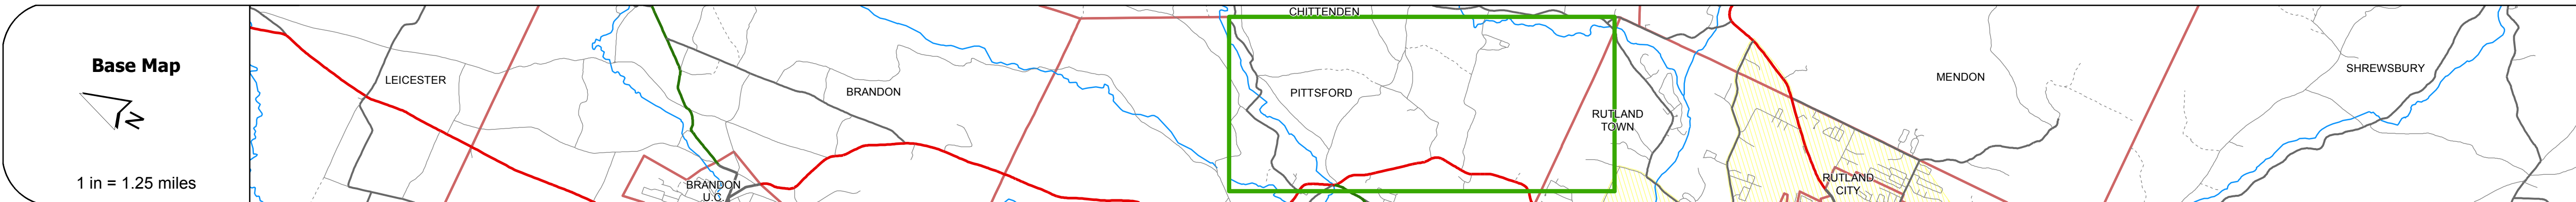 Base Map
N
1 in = 1.25 miles
LEICESTER
BRANDON
BRANDON
U.C.
CHITTENDEN
PITTSFORD
RUTLAND
TOWN
RUTLAND
CITY
MENDON
SHREWSBURY